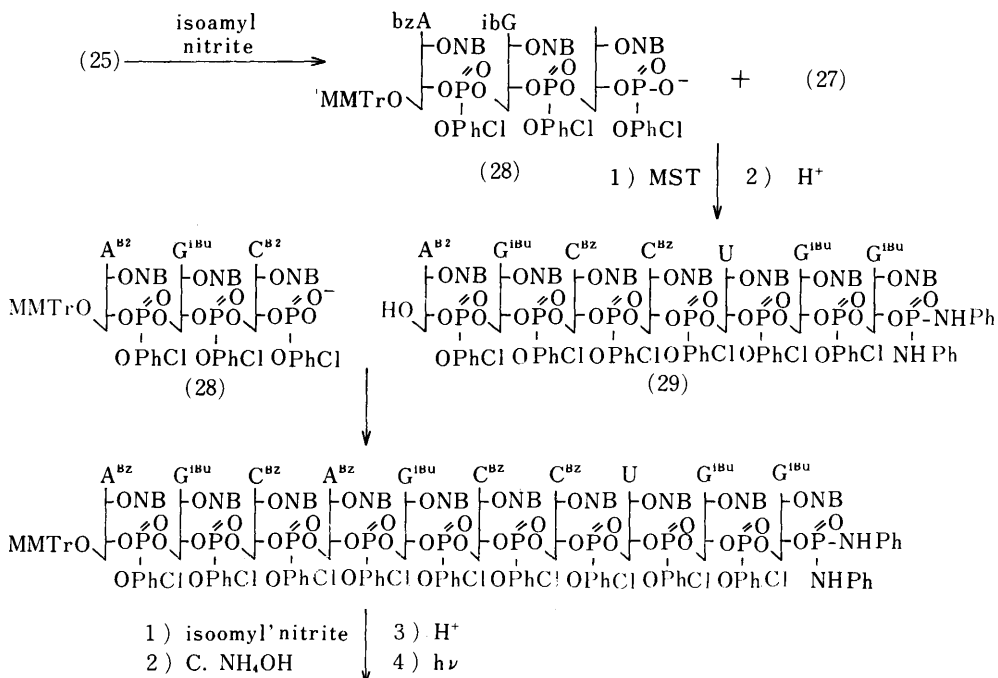 isoamyl
nitrite
(25)
bzA ibG
ONB ONB ONB
O O O
MMTrO OPO OPO OP-O⁻ + (27)
OPhCl OPhCl OPhCl
(28)
1) MST 2) H⁺
A^Bz G^iBu C^Bz
ONB ONB ONB
O O O⁻
MMTrO OPO OPO OPO
OPhCl OPhCl OPhCl
(28)
A^Bz G^iBu C^Bz C^Bz U G^iBu G^iBu
ONB ONB ONB ONB ONB ONB ONB
O O O O O O O
HO OPO OPO OPO OPO OPO OPO OP-NHPh
OPhCl OPhCl OPhCl OPhCl OPhCl OPhCl NHPh
(29)
A^Bz G^iBu C^Bz A^Bz G^iBu C^Bz C^Bz U G^iBu G^iBu
ONB ONB ONB ONB ONB ONB ONB ONB ONB ONB
O O O O O O O O O O
MMTrO OPO OPO OPO OPO OPO OPO OPO OPO OPO OP-NHPh
OPhCl OPhCl OPhCl OPhCl OPhCl OPhCl OPhCl OPhCl OPhCl NHPh
1) isoomyl'nitrite 3) H⁺
2) C. NH₄OH 4) hν